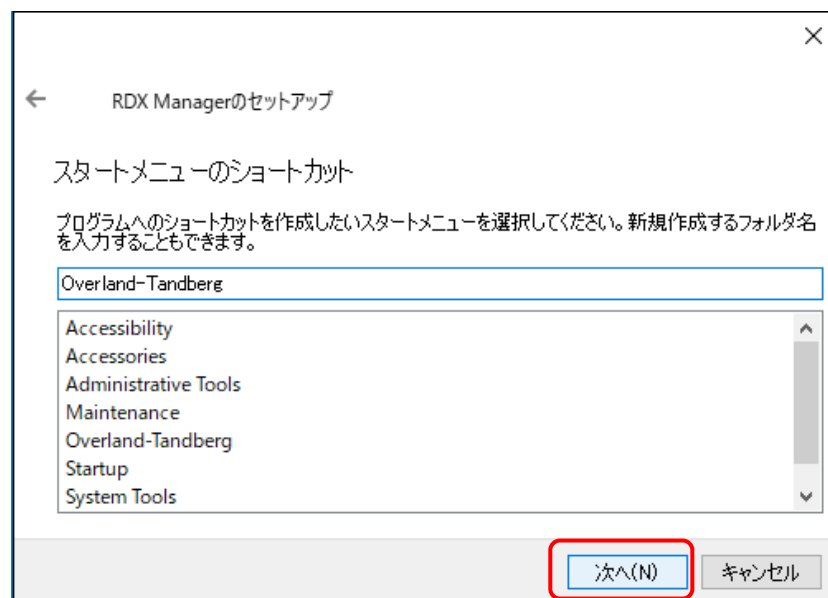 RDX Managerのセットアップ
スタートメニューのショートカット
プログラムへのショートカットを作成したいスタートメニューを選択してください。新規作成するフォルダ名
を入力することもできます。
Overland-Tandberg
Accessibility
Accessories
Administrative Tools
Maintenance
Overland-Tandberg
Startup
System Tools
次へ(N)
キャンセル